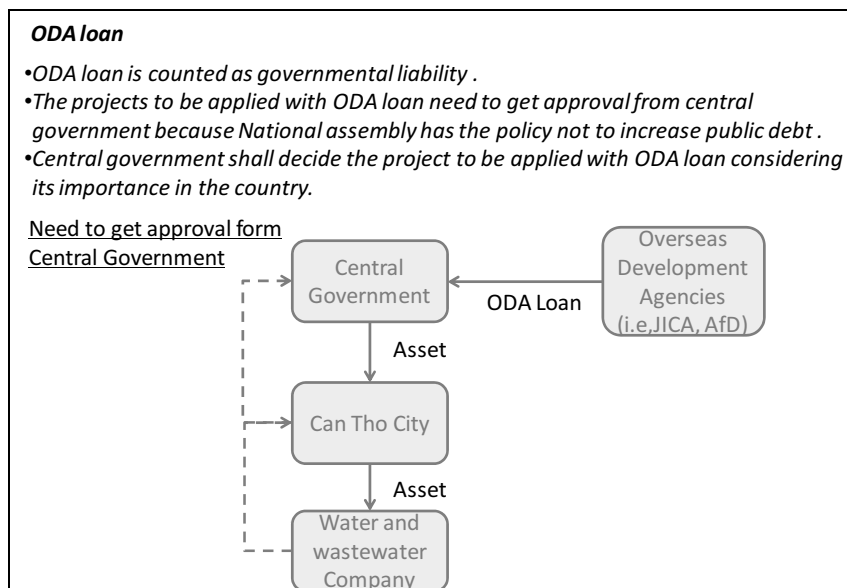 ODA loan
•ODA loan is counted as governmental liability .
•The projects to be applied with ODA loan need to get approval from central
government because National assembly has the policy not to increase public debt .
•Central government shall decide the project to be applied with ODA loan considering
its importance in the country.
Need to get approval form
Central Government
Central
Government
Overseas
Development
Agencies
(i.e,JICA, AfD)
ODA Loan
Asset
Can Tho City
Asset
Water and
wastewater
Company